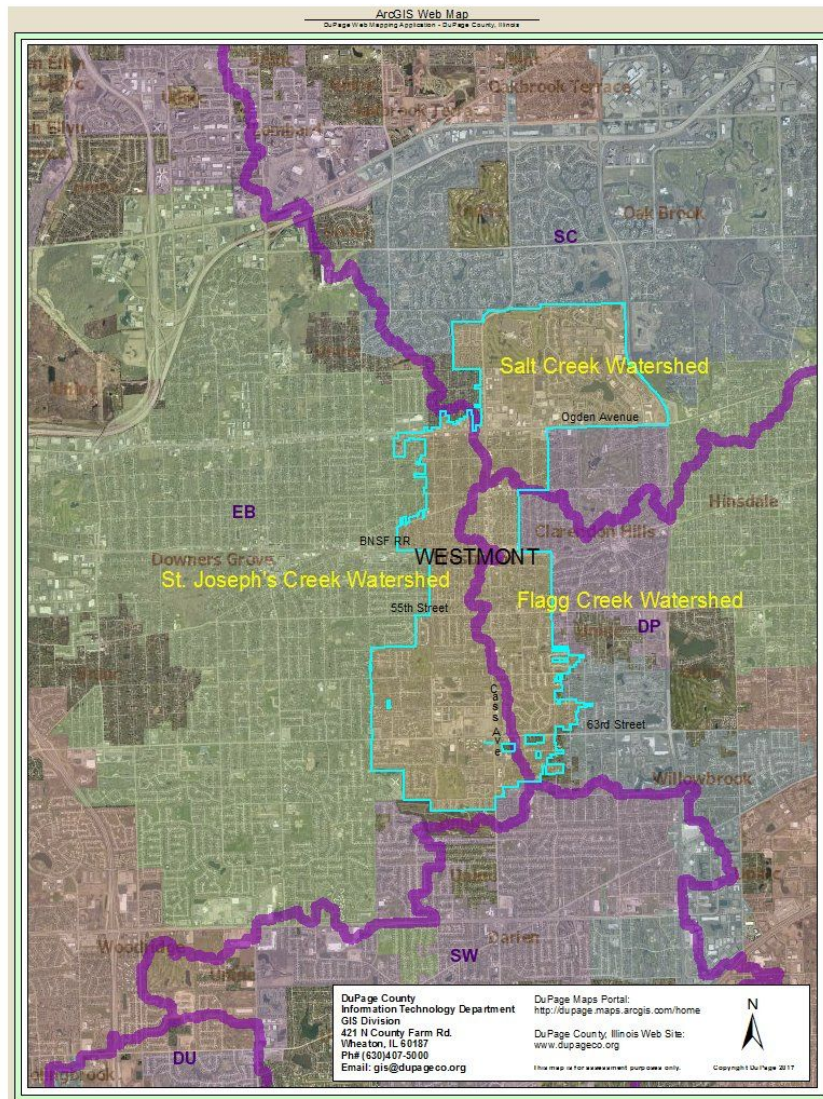 ArcGIS Web Map
DuPage Web Mapping Application - DuPage County, Illinois
Oakbrook Terrace
Lombard
Oak Brook
SC
Salt Creek Watershed
Ogden Avenue
EB
Hinsdale
BNSF RR
Clarendon Hills
Downers Grove
WESTMONT
St. Joseph's Creek Watershed
55th Street
Flagg Creek Watershed
DP
Cass Ave
63rd Street
Willowbrook
Darien
SW
DU
DuPage County
Information Technology Department
GIS Division
421 N County Farm Rd.
Wheaton, IL 60187
Ph# (630)407-5000
Email: gis@dupageco.org
DuPage Maps Portal:
http://dupage.maps.arcgis.com/home
DuPage County, Illinois Web Site:
www.dupageco.org
This map is for assessment purposes only.
N
Copyright DuPage 2017